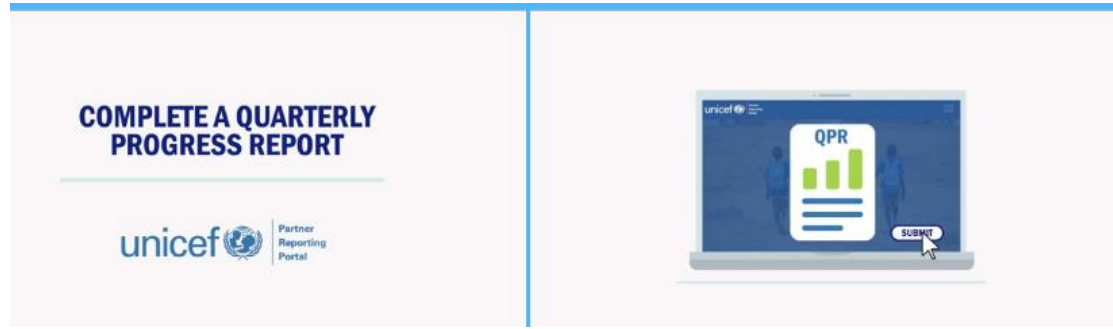 COMPLETE A QUARTERLY
PROGRESS REPORT
unicef
Partner
Reporting
Portal
unicef
QPR
SUBMIT